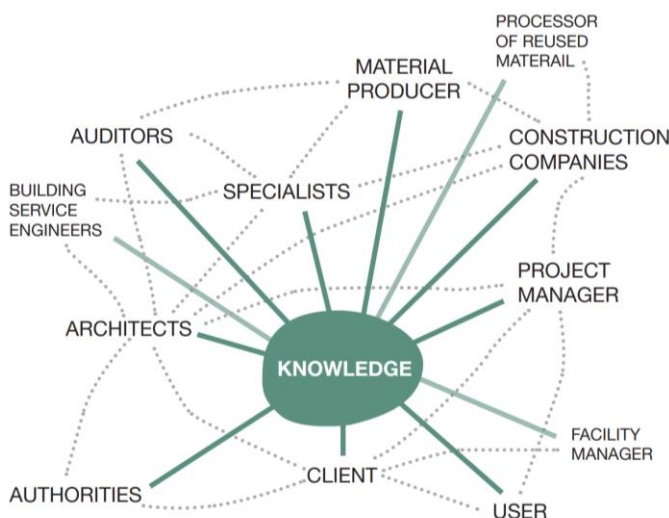 PROCESSOR
OF REUSED
MATERAIL
MATERIAL
PRODUCER
AUDITORS
CONSTRUCTION
COMPANIES
BUILDING
SERVICE
ENGINEERS
SPECIALISTS
PROJECT
MANAGER
ARCHITECTS
KNOWLEDGE
FACILITY
MANAGER
CLIENT
AUTHORITIES
USER